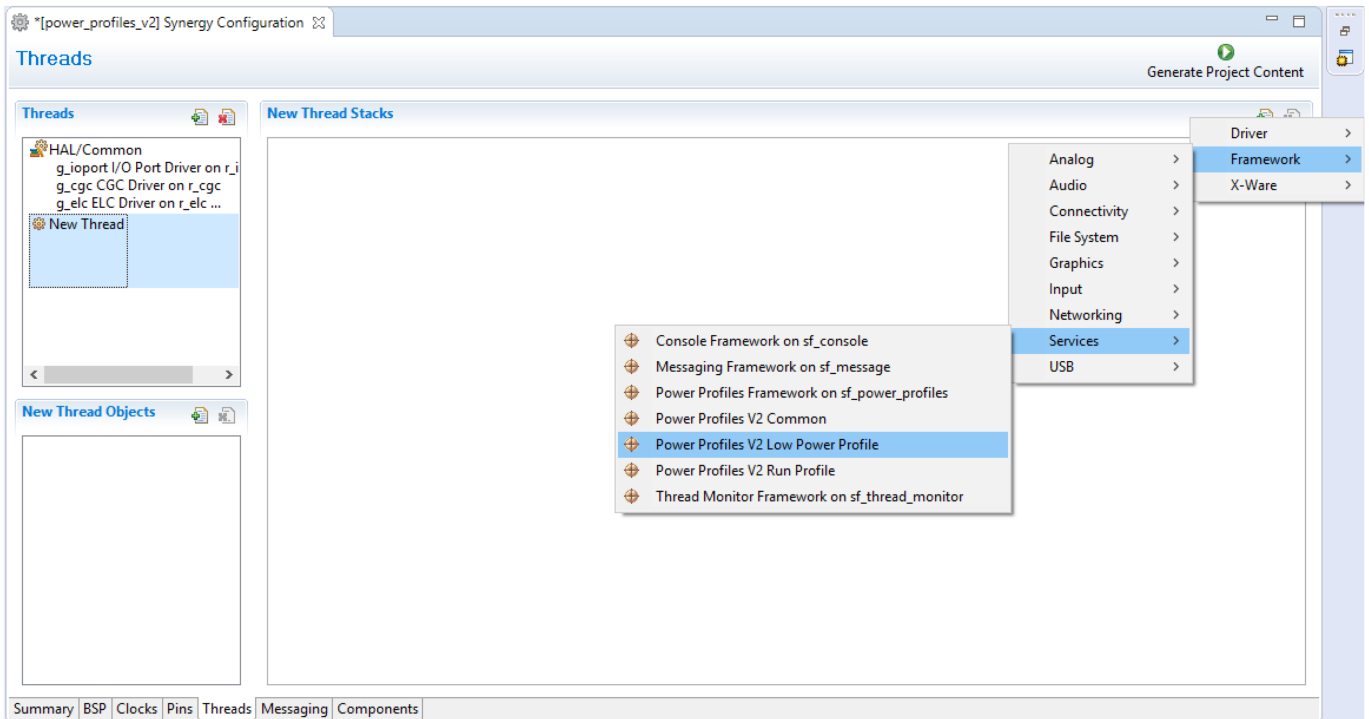 *[power_profiles_v2] Synergy Configuration
Threads
Generate Project Content
Threads
HAL/Common
g_ioport I/O Port Driver on r_i
g_cgc CGC Driver on r_cgc
g_elc ELC Driver on r_elc ...
New Thread
New Thread Objects
New Thread Stacks
Driver
Framework
X-Ware
Analog
Audio
Connectivity
File System
Graphics
Input
Networking
Services
USB
Console Framework on sf_console
Messaging Framework on sf_message
Power Profiles Framework on sf_power_profiles
Power Profiles V2 Common
Power Profiles V2 Low Power Profile
Power Profiles V2 Run Profile
Thread Monitor Framework on sf_thread_monitor
Summary BSP Clocks Pins Threads Messaging Components